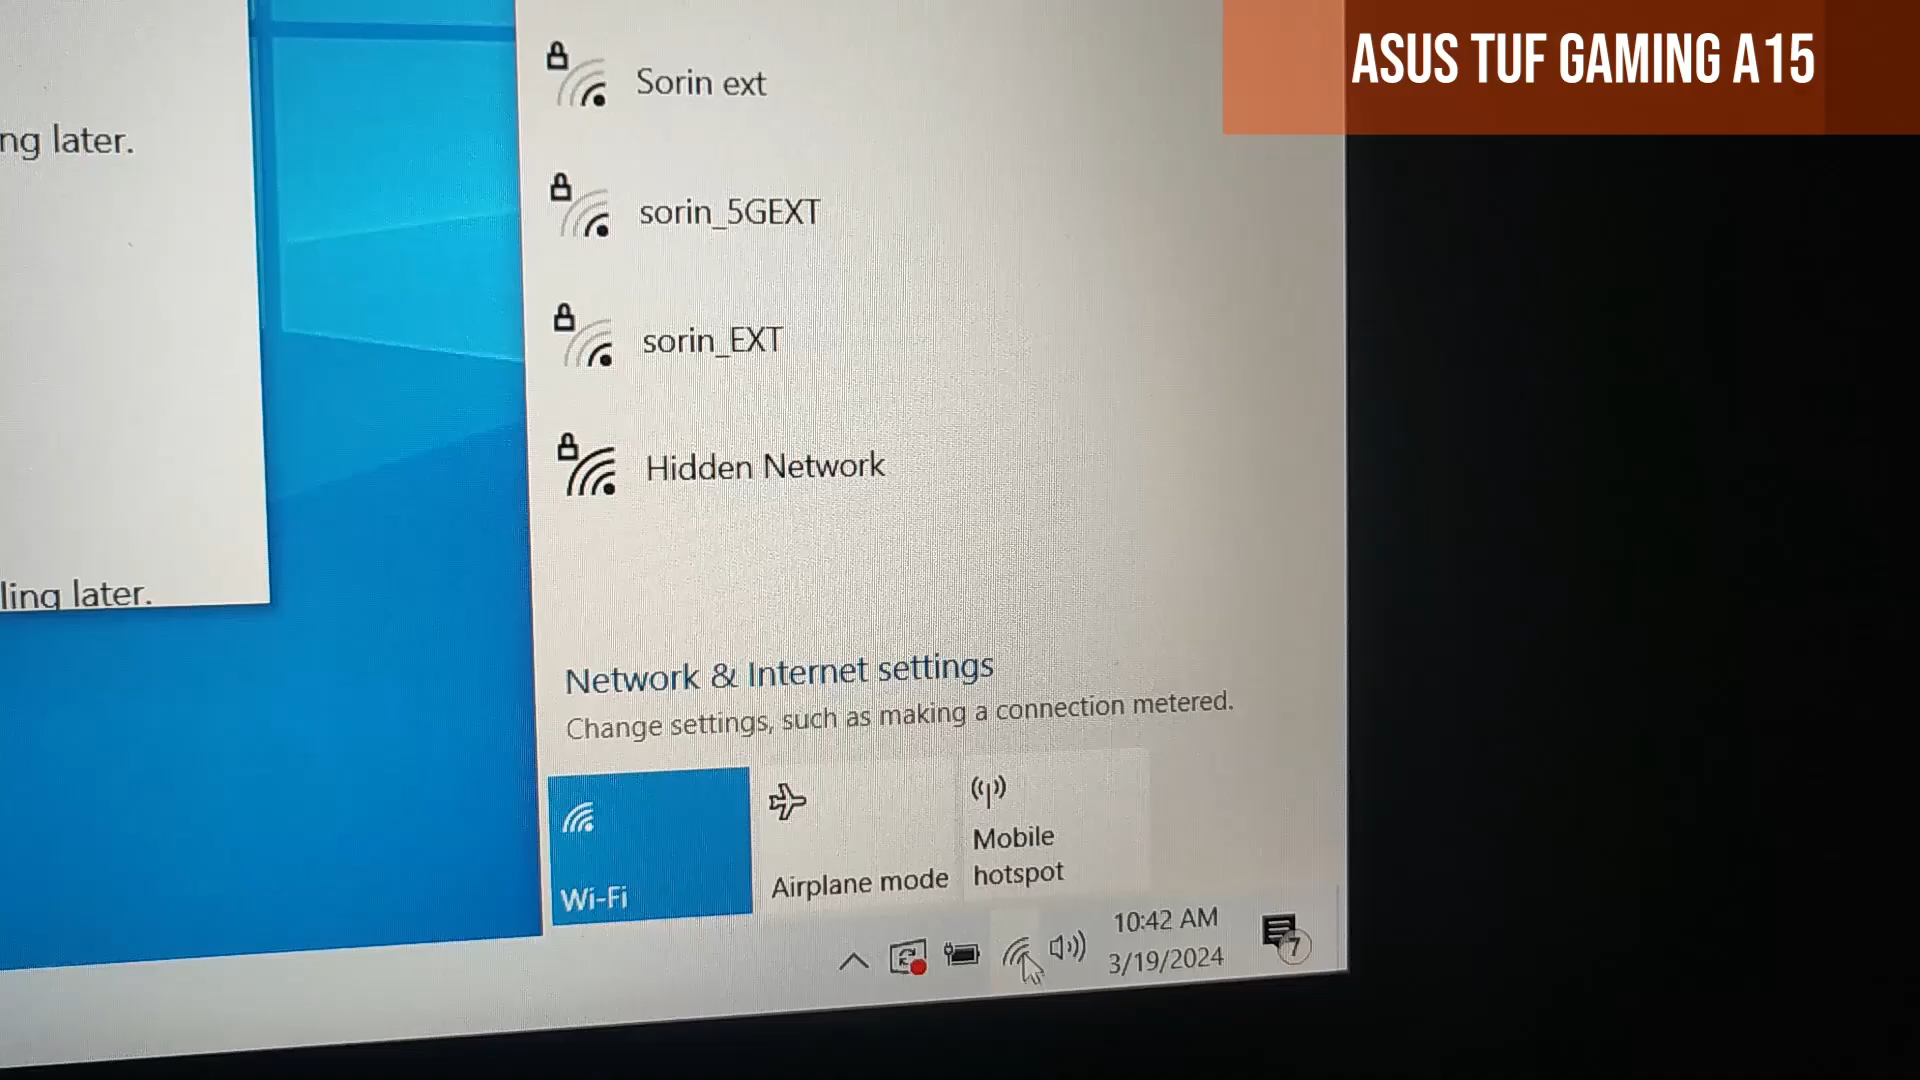 ASUS TUF GAMING A15
ng later.
ling later.
Sorin ext
sorin_5GEXT
sorin_EXT
Hidden Network
Network & Internet settings
Change settings, such as making a connection metered.
Wi-Fi
Airplane mode
Mobile
hotspot
10:42 AM
3/19/2024
7